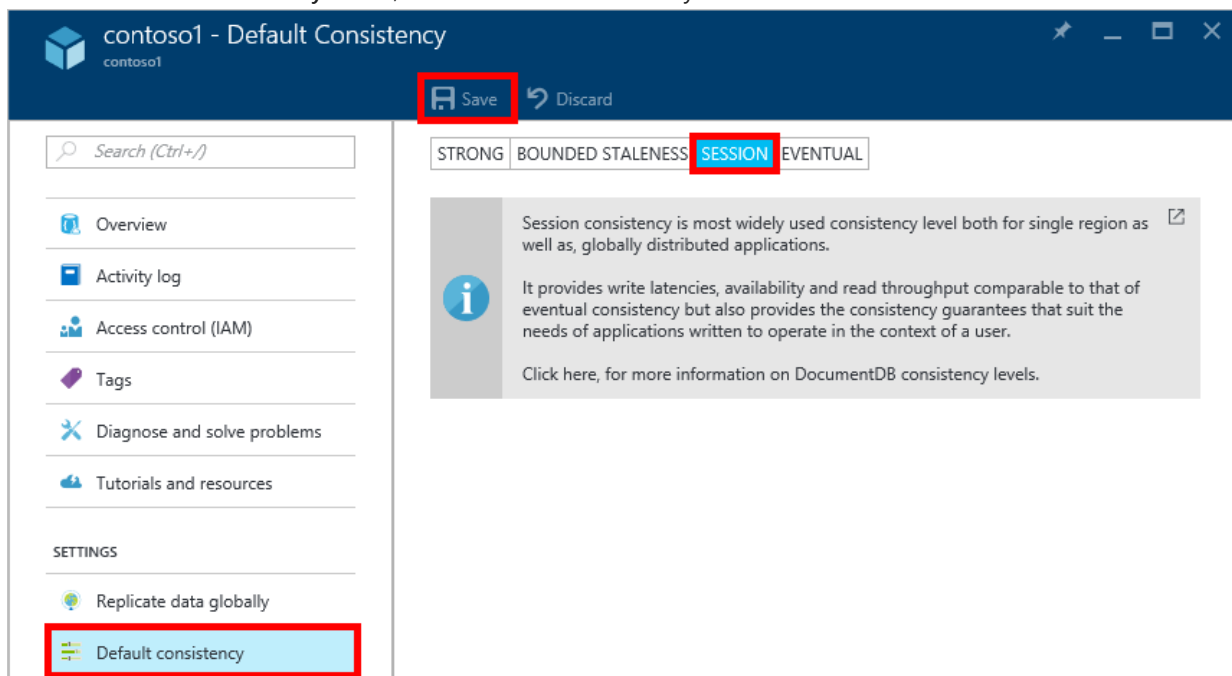 contoso1 - Default Consistency
contoso1
Save Discard
Search (Ctrl+/)
STRONG BOUNDED STALENESS SESSION EVENTUAL
Session consistency is most widely used consistency level both for single region as
well as, globally distributed applications.
It provides write latencies, availability and read throughput comparable to that of
eventual consistency but also provides the consistency guarantees that suit the
needs of applications written to operate in the context of a user.
Click here, for more information on DocumentDB consistency levels.
Overview
Activity log
Access control (IAM)
Tags
Diagnose and solve problems
Tutorials and resources
SETTINGS
Replicate data globally
Default consistency